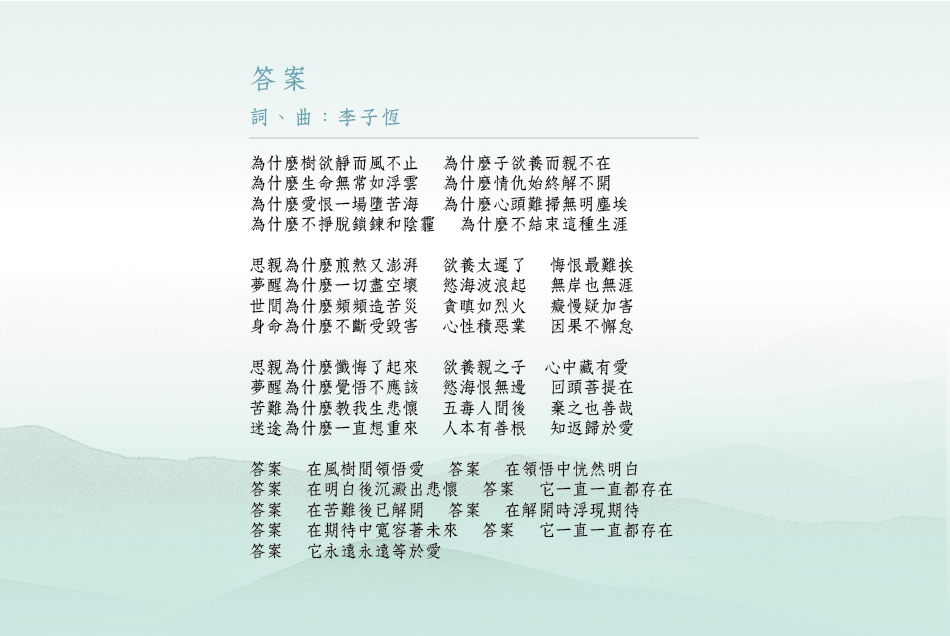 答案
詞、曲：李子恆
為什麼樹欲靜而風不止　為什麼子欲養而親不在
為什麼生命無常如浮雲　為什麼情仇始終解不開
為什麼愛恨一場墮苦海　為什麼心頭難掃無明塵埃
為什麼不掙脫鎖鍊和陰霾　為什麼不結束這種生涯
思親為什麼煎熬又澎湃　欲養太遲了　悔恨最難挨
夢醒為什麼一切盡空壞　慾海波浪起　無岸也無涯
世間為什麼頻頻造苦災　貪瞋如烈火　癡慢疑加害
身命為什麼不斷受毀害　心性積惡業　因果不懈怠
思親為什麼懺悔了起來　欲養親之子　心中藏有愛
夢醒為什麼覺悟不應該　慾海恨無邊　回頭菩提在
苦難為什麼教我生悲懷　五毒人間後　棄之也善哉
迷途為什麼一直想重來　人本有善根　知返歸於愛
答案　在風樹間領悟愛　答案　在領悟中恍然明白
答案　在明白後沉澱出悲懷　答案　它一直一直都存在
答案　在苦難後已解開　答案　在解開時浮現期待
答案　在期待中寬容著未來　答案　它一直一直都存在
答案　它永遠永遠等於愛